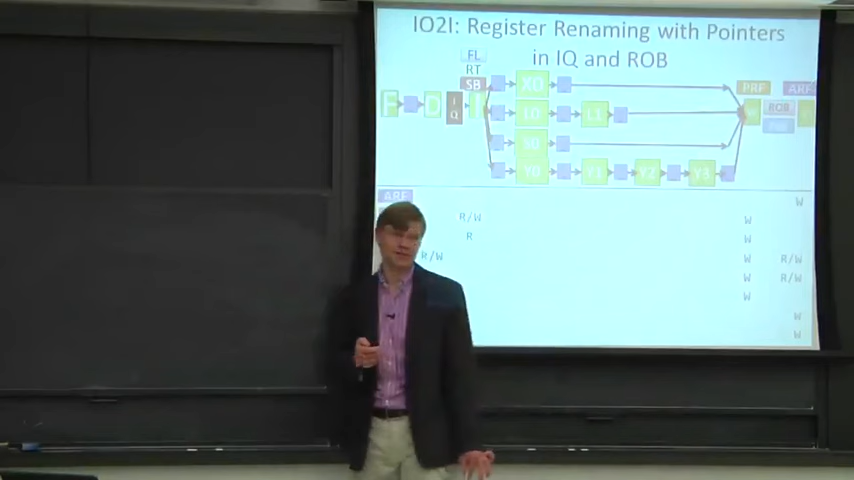 IO2I: Register Renaming with Pointers
in IQ and ROB
FL
RT
SB
PRF
ARF
F
D
I
Q
I
X0
L0
L1
ROB
W
S0
Y0
Y1
Y2
Y3
ARF
W
R/W
W
R
W
R/W
W
R/W
W
R/W
W
W
W